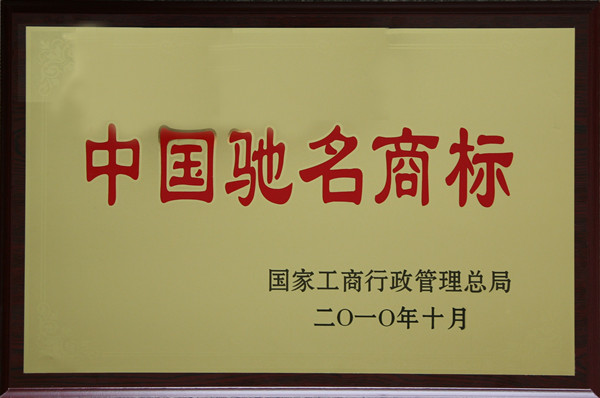 中国驰名商标
国家工商行政管理总局
二〇一〇年十月